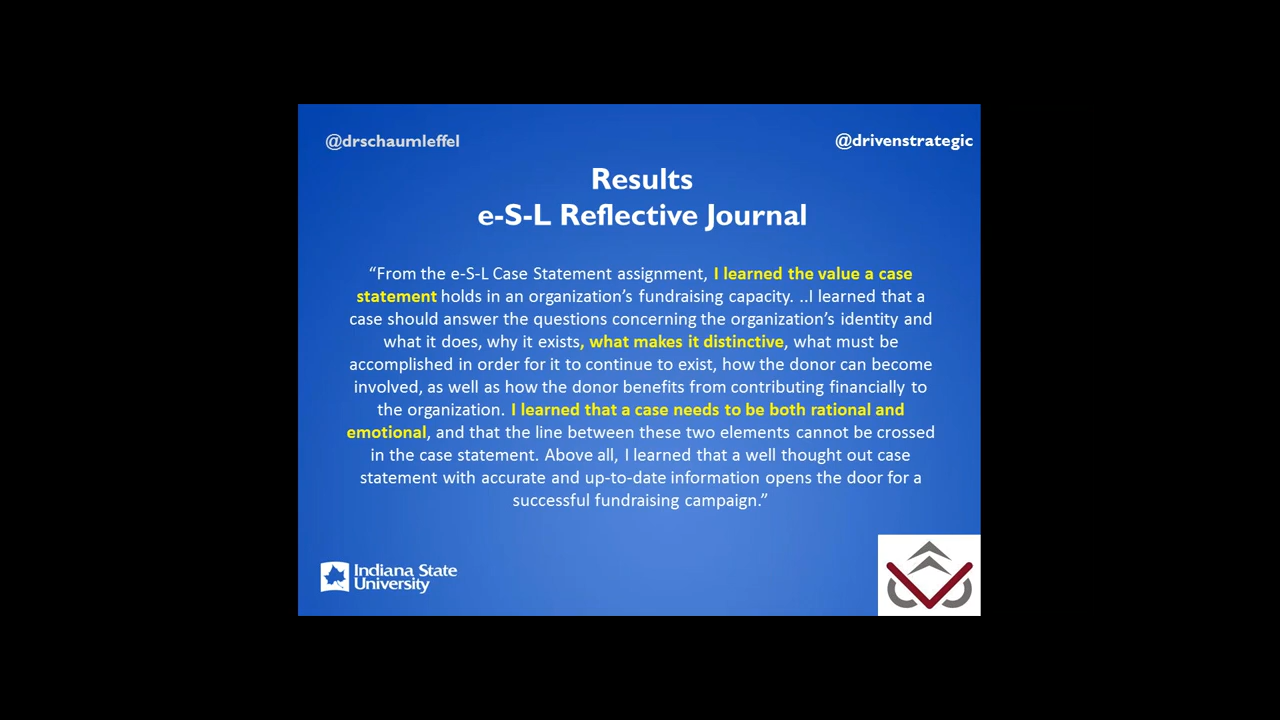 @drschaumleffel
@drivenstrategic
Results
e-S-L Reflective Journal
“From the e-S-L Case Statement assignment, I learned the value a case
statement holds in an organization’s fundraising capacity. ..I learned that a
case should answer the questions concerning the organization’s identity and
what it does, why it exists, what makes it distinctive, what must be
accomplished in order for it to continue to exist, how the donor can become
involved, as well as how the donor benefits from contributing financially to
the organization. I learned that a case needs to be both rational and
emotional, and that the line between these two elements cannot be crossed
in the case statement. Above all, I learned that a well thought out case
statement with accurate and up-to-date information opens the door for a
successful fundraising campaign.”
Indiana State
University